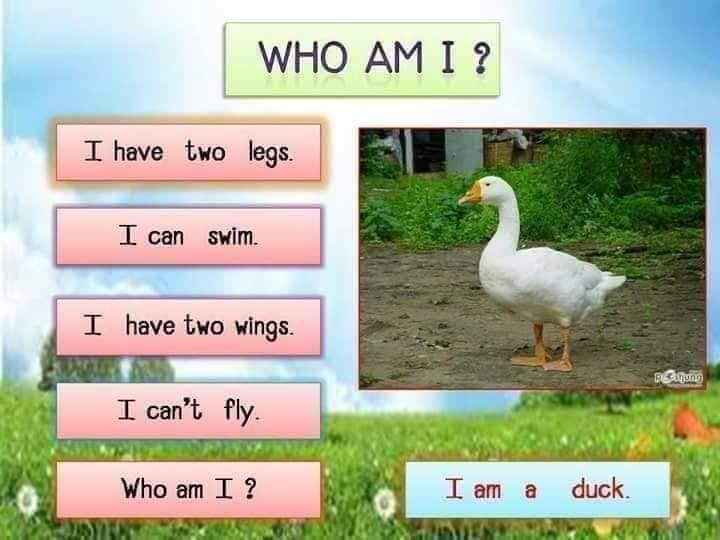 WHO AM I ?
I have two legs.
I can swim.
I have two wings.
I can't fly.
Who am I ?
I am a duck.